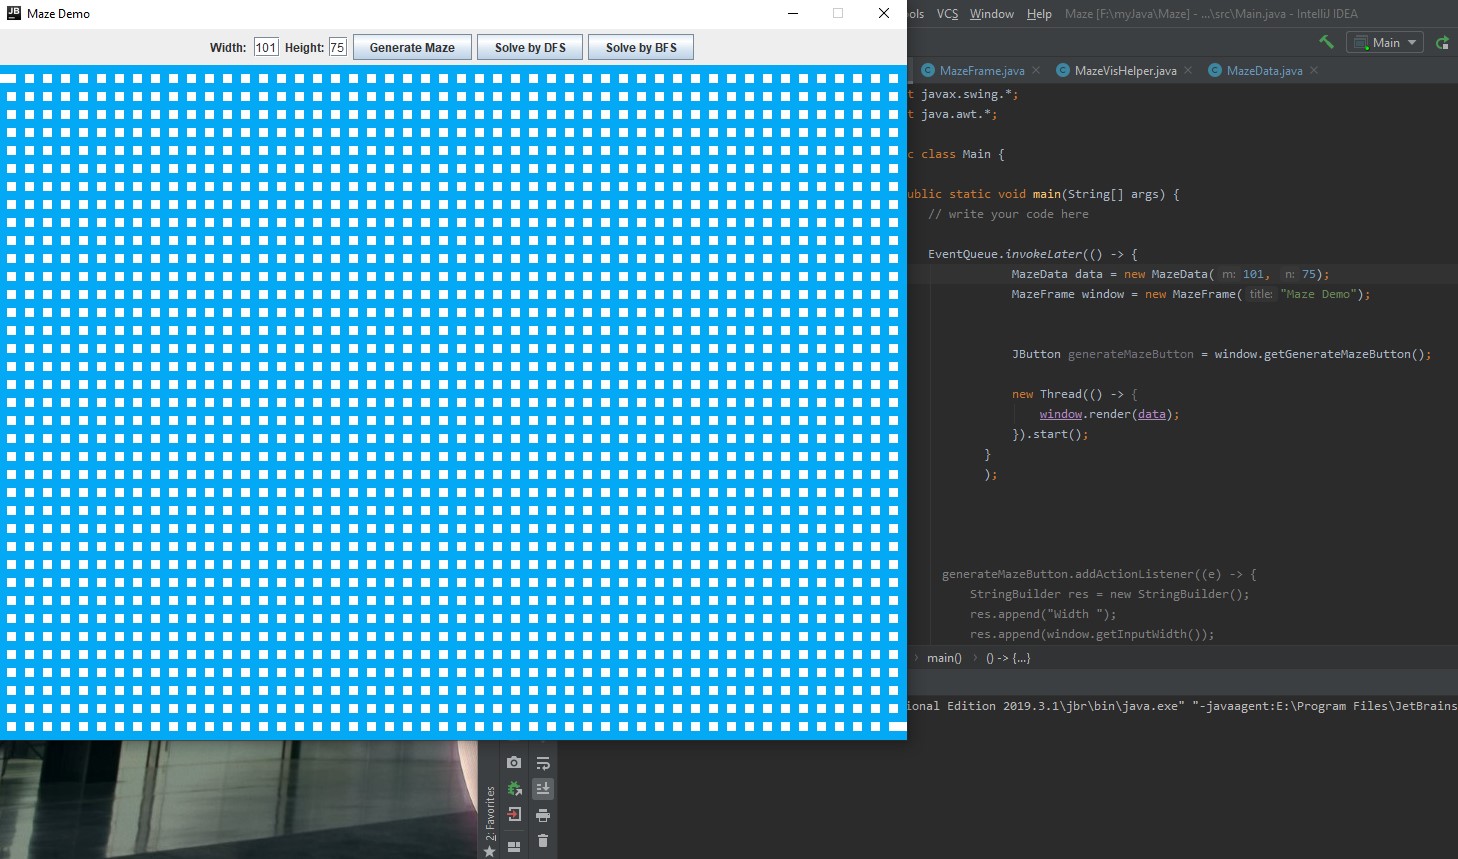 JB Maze Demo
ols VCS Window Help Maze [F:\myJava\Maze] - ...\src\Main.java - IntelliJ IDEA
Width: 101 Height: 75 Generate Maze Solve by DFS Solve by BFS
Main
MazeFrame.java MazeVisHelper.java MazeData.java
t javax.swing.*;
t java.awt.*;
c class Main {
ublic static void main(String[] args) {
// write your code here
EventQueue.invokeLater(() -> {
MazeData data = new MazeData( m: 101, n: 75);
MazeFrame window = new MazeFrame( title: "Maze Demo");
JButton generateMazeButton = window.getGenerateMazeButton();
new Thread(() -> {
window.render(data);
}).start();
}
);
generateMazeButton.addActionListener((e) -> {
StringBuilder res = new StringBuilder();
res.append("Width ");
res.append(window.getInputWidth());
main() () -> {...}
ional Edition 2019.3.1\jbr\bin\java.exe" "-javaagent:E:\Program Files\JetBrains
2: Favorites